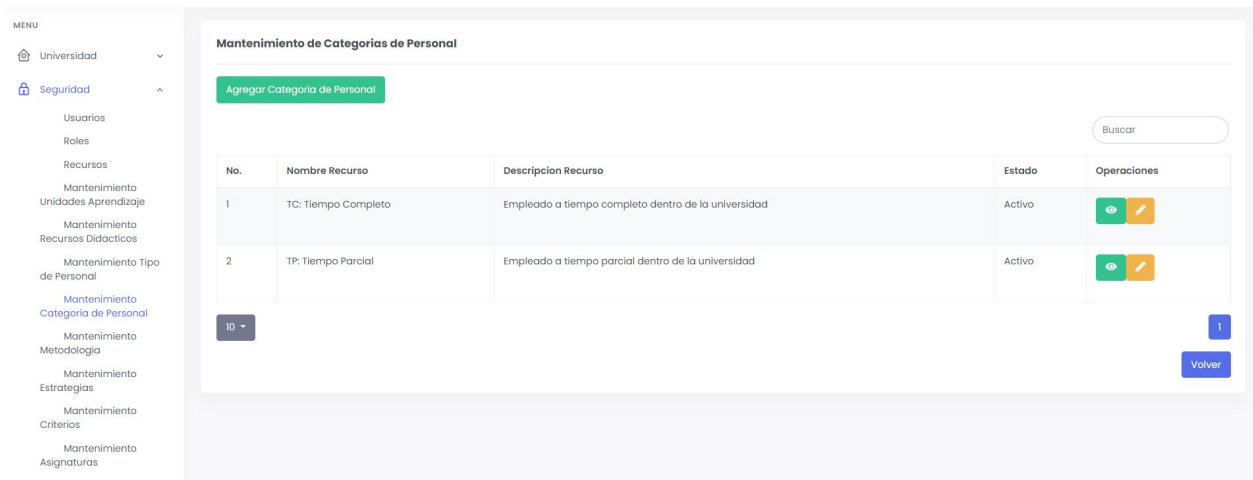 MENU
Universidad
Seguridad
Usuarios
Roles
Recursos
Mantenimiento
Unidades Aprendizaje
Mantenimiento
Recursos Didacticos
Mantenimiento Tipo
de Personal
Mantenimiento
Categoria de Personal
Mantenimiento
Metodologia
Mantenimiento
Estrategias
Mantenimiento
Criterios
Mantenimiento
Asignaturas
Mantenimiento de Categorias de Personal
Agregar Categoria de Personal
Buscar
No. Nombre Recurso Descripcion Recurso Estado Operaciones
1 TC: Tiempo Completo Empleado a tiempo completo dentro de la universidad Activo
2 TP: Tiempo Parcial Empleado a tiempo parcial dentro de la universidad Activo
10 1
Volver